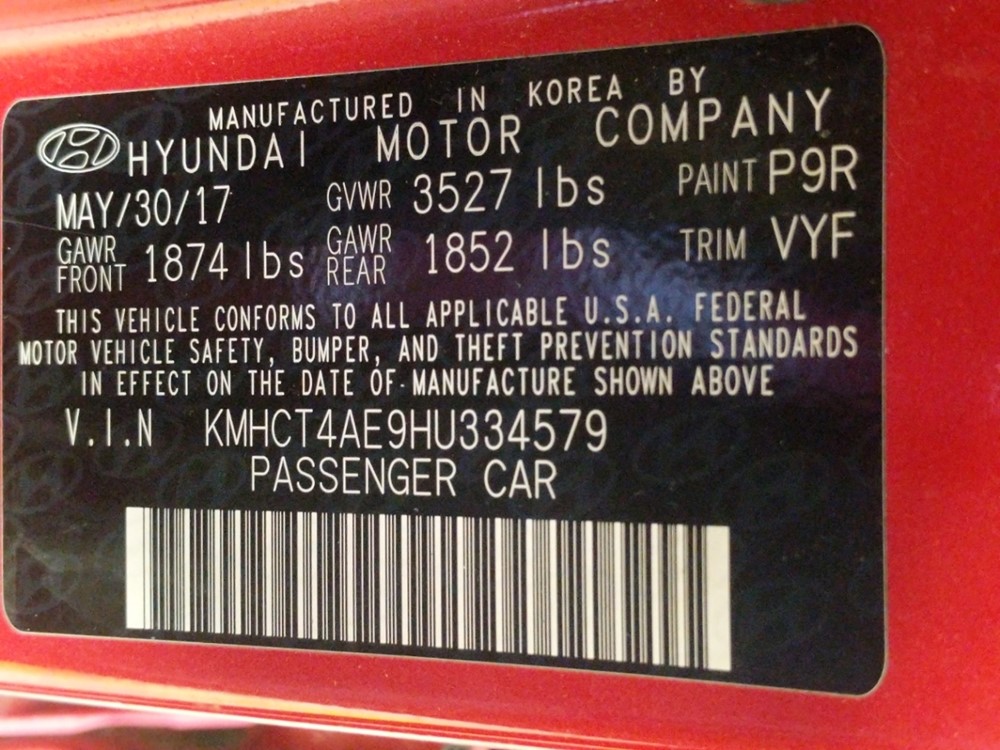 MANUFACTURED IN KOREA BY
HYUNDAI MOTOR COMPANY
MAY/30/17 GVWR 3527 lbs PAINT P9R
GAWR FRONT 1874 lbs GAWR REAR 1852 lbs TRIM VYF
THIS VEHICLE CONFORMS TO ALL APPLICABLE U.S.A. FEDERAL
MOTOR VEHICLE SAFETY, BUMPER, AND THEFT PREVENTION STANDARDS
IN EFFECT ON THE DATE OF MANUFACTURE SHOWN ABOVE
V.I.N KMHCT4AE9HU334579
PASSENGER CAR